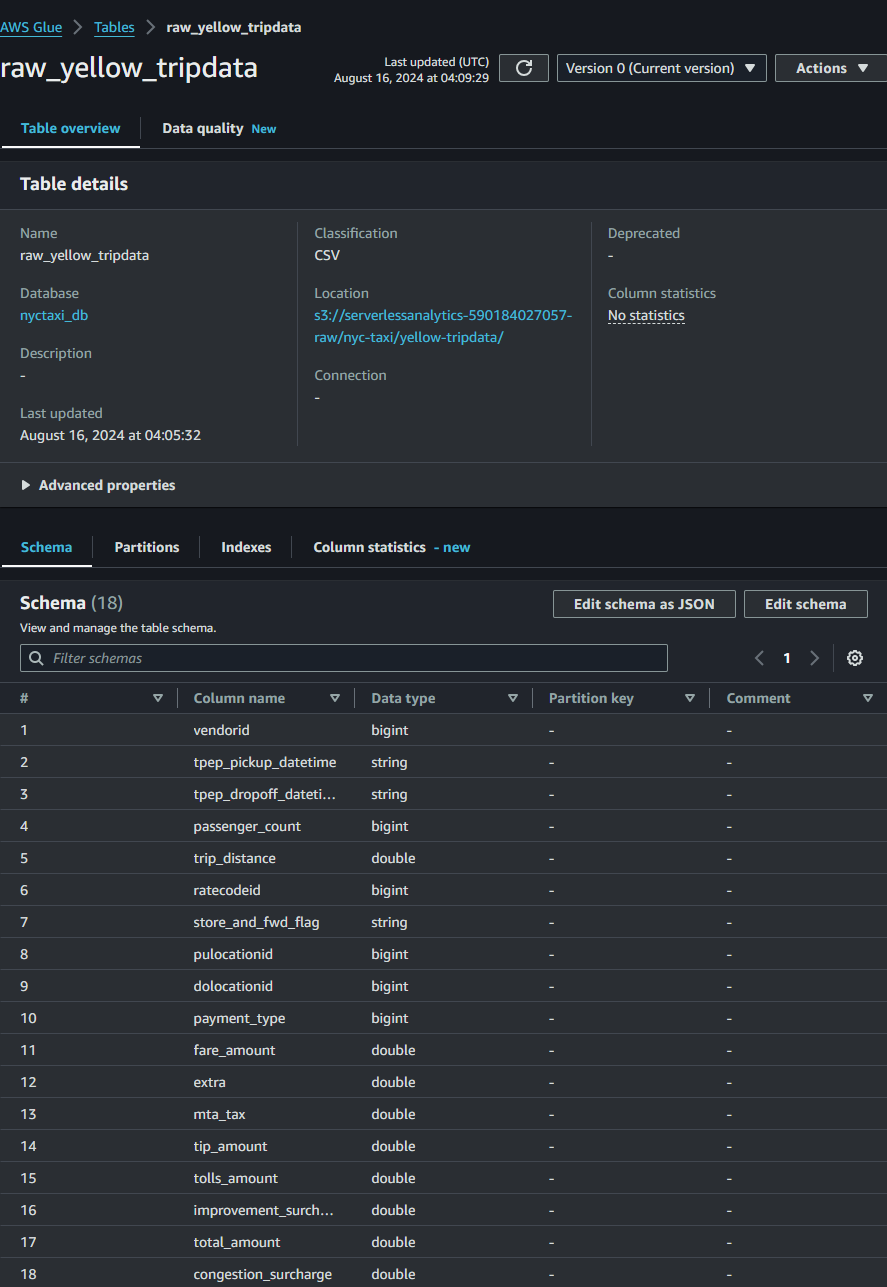 AWS Glue > Tables > raw_yellow_tripdata
raw_yellow_tripdata
Last updated (UTC)
August 16, 2024 at 04:09:29
Version 0 (Current version)
Actions
Table overview
Data quality New
Table details
Name
raw_yellow_tripdata
Database
nyctaxi_db
Description
-
Last updated
August 16, 2024 at 04:05:32
Classification
CSV
Location
s3://serverlessanalytics-590184027057-
raw/nyc-taxi/yellow-tripdata/
Connection
-
Deprecated
-
Column statistics
No statistics
Advanced properties
Schema
Partitions
Indexes
Column statistics - new
Schema (18)
View and manage the table schema.
Edit schema as JSON
Edit schema
Filter schemas
1
# Column name Data type Partition key Comment
1 vendorid bigint - -
2 tpep_pickup_datetime string - -
3 tpep_dropoff_dateti... string - -
4 passenger_count bigint - -
5 trip_distance double - -
6 ratecodeid bigint - -
7 store_and_fwd_flag string - -
8 pulocationid bigint - -
9 dolocationid bigint - -
10 payment_type bigint - -
11 fare_amount double - -
12 extra double - -
13 mta_tax double - -
14 tip_amount double - -
15 tolls_amount double - -
16 improvement_surch... double - -
17 total_amount double - -
18 congestion_surcharge double - -